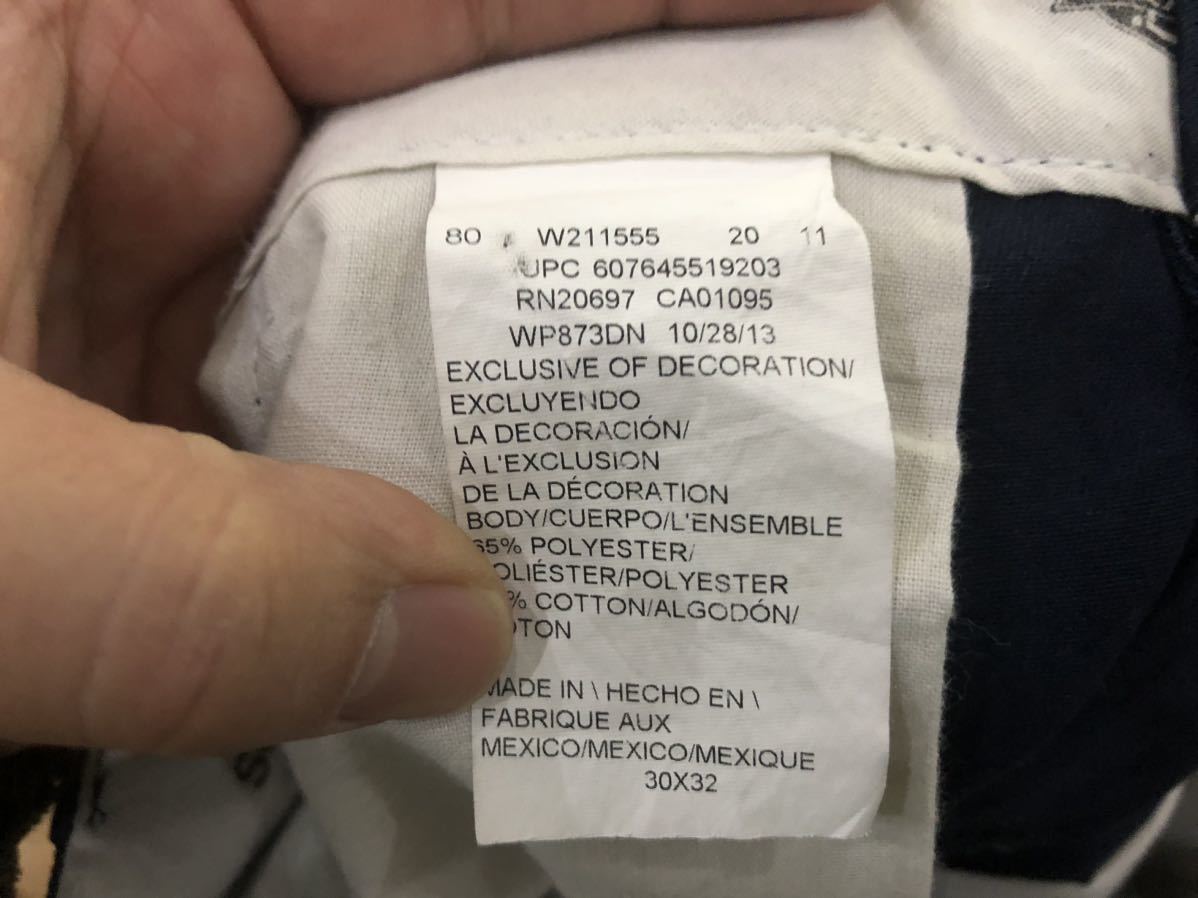 80 W211555 20 11
UPC 607645519203
RN20697 CA01095
WP873DN 10/28/13
EXCLUSIVE OF DECORATION/
EXCLUYENDO
LA DECORACIÓN/
À L'EXCLUSION
DE LA DÉCORATION
BODY/CUERPO/L'ENSEMBLE
65% POLYESTER/
POLIÉSTER/POLYESTER
% COTTON/ALGODÓN/
MADE IN \ HECHO EN \
FABRIQUE AUX
MEXICO/MEXICO/MEXIQUE
30X32